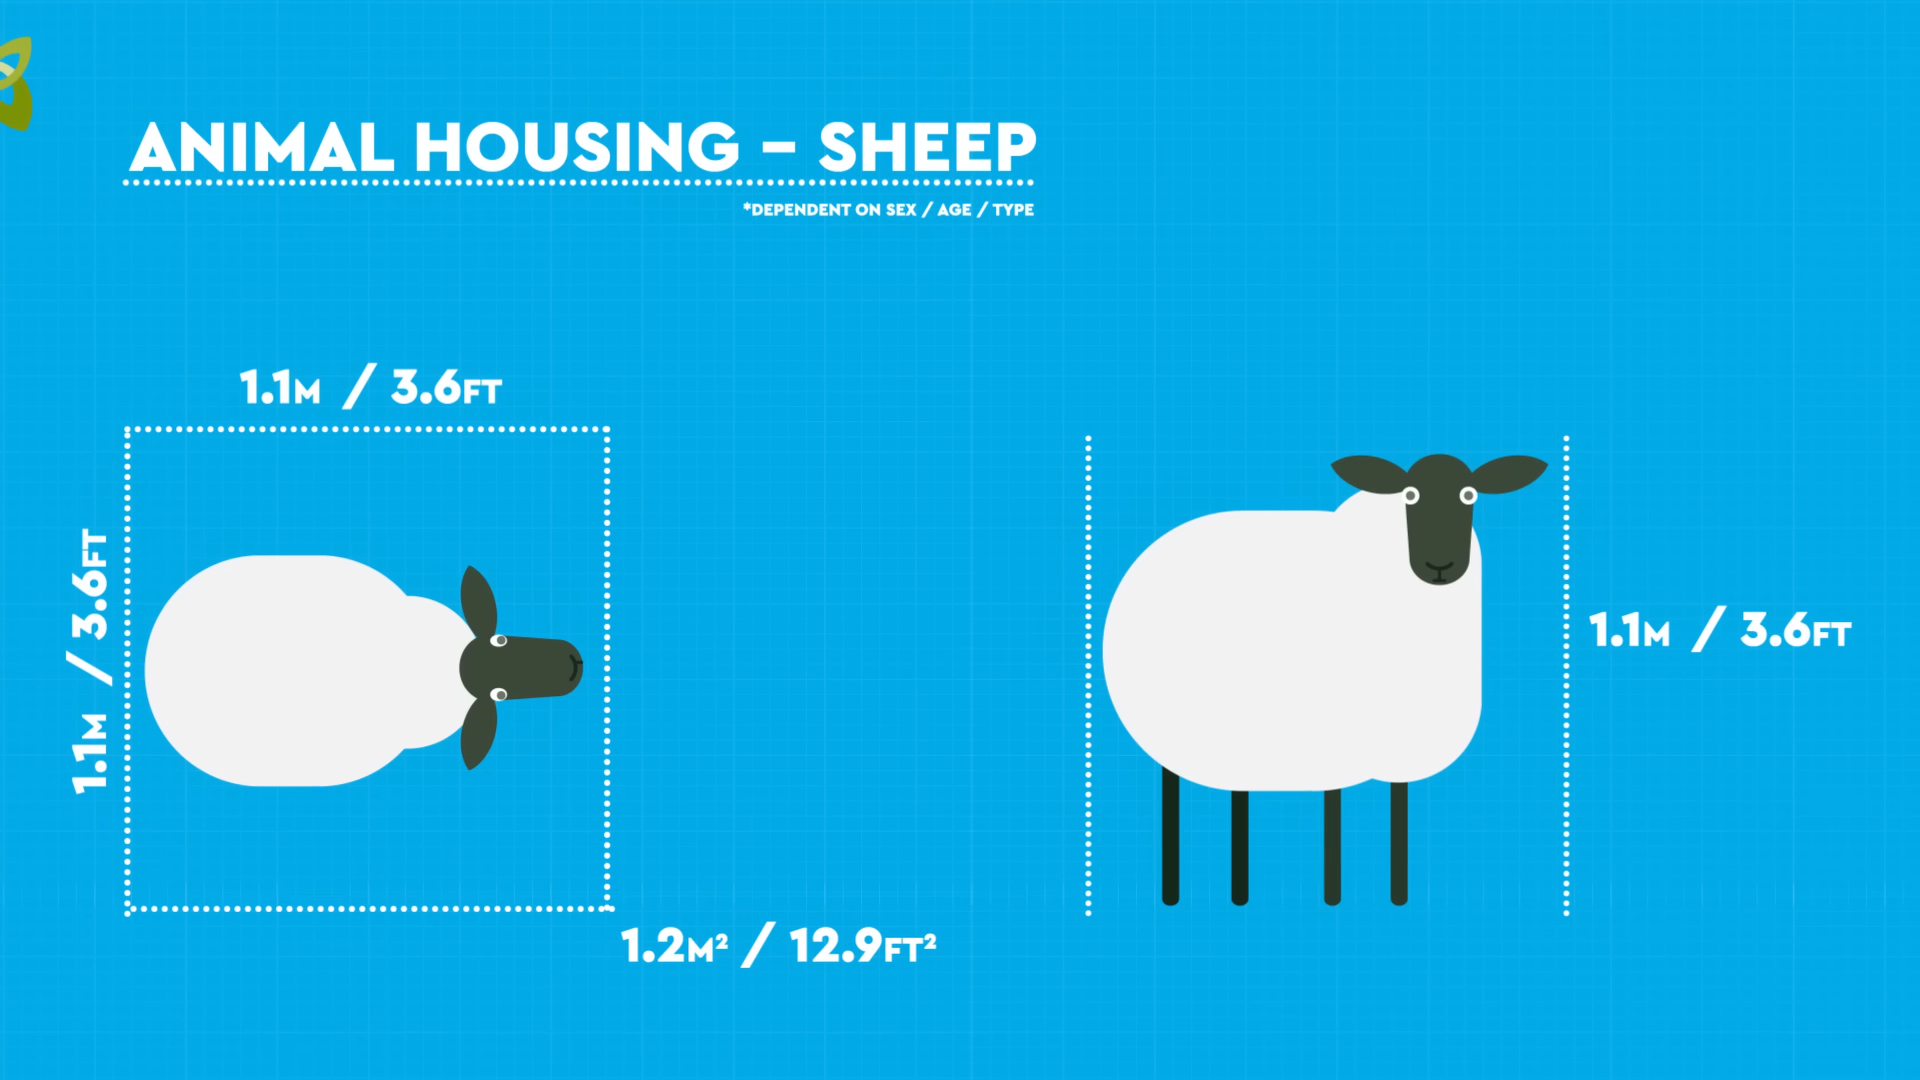 ANIMAL HOUSING – SHEEP
*DEPENDENT ON SEX / AGE / TYPE
1.1M / 3.6FT
1.1M / 3.6FT
1.2M² / 12.9FT²
1.1M / 3.6FT